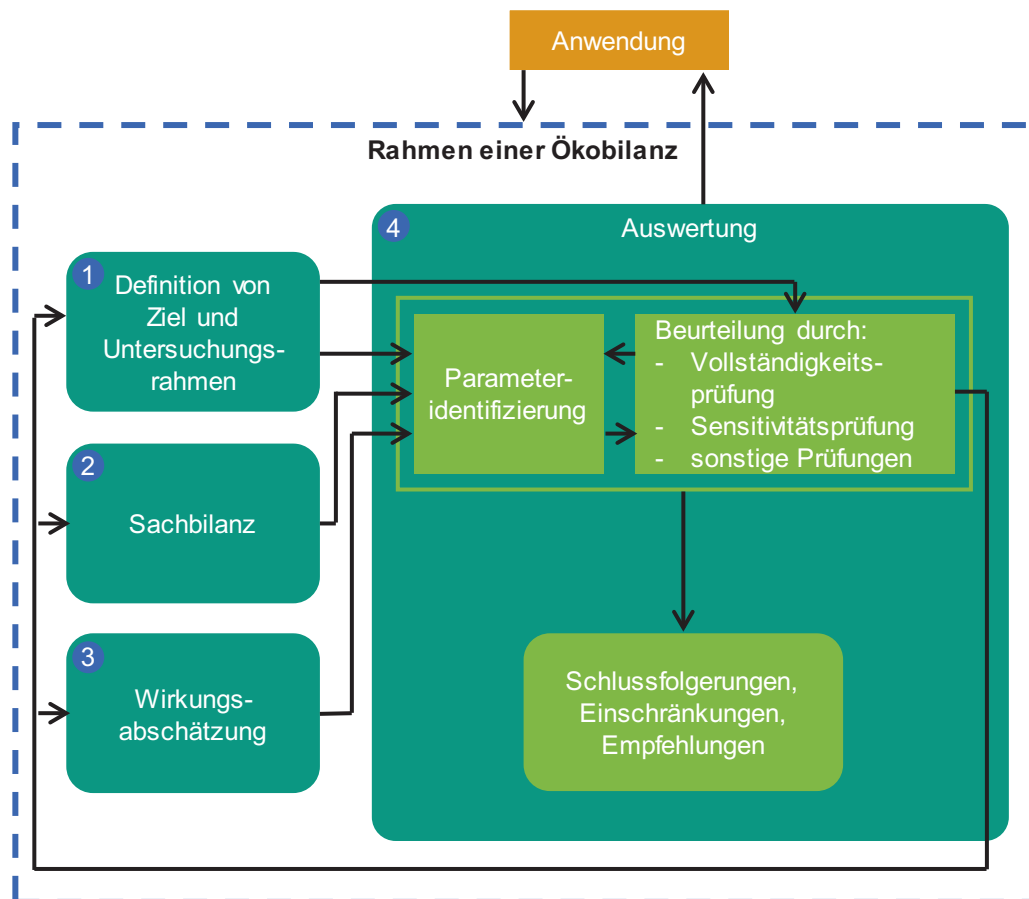 Anwendung
Rahmen einer Ökobilanz
4
Auswertung
1
Definition von
Ziel und
Untersuchungs-
rahmen
Parameter-
identifizierung
Beurteilung durch:
- Vollständigkeits-
prüfung
- Sensitivitätsprüfung
- sonstige Prüfungen
2
Sachbilanz
3
Wirkungs-
abschätzung
Schlussfolgerungen,
Einschränkungen,
Empfehlungen